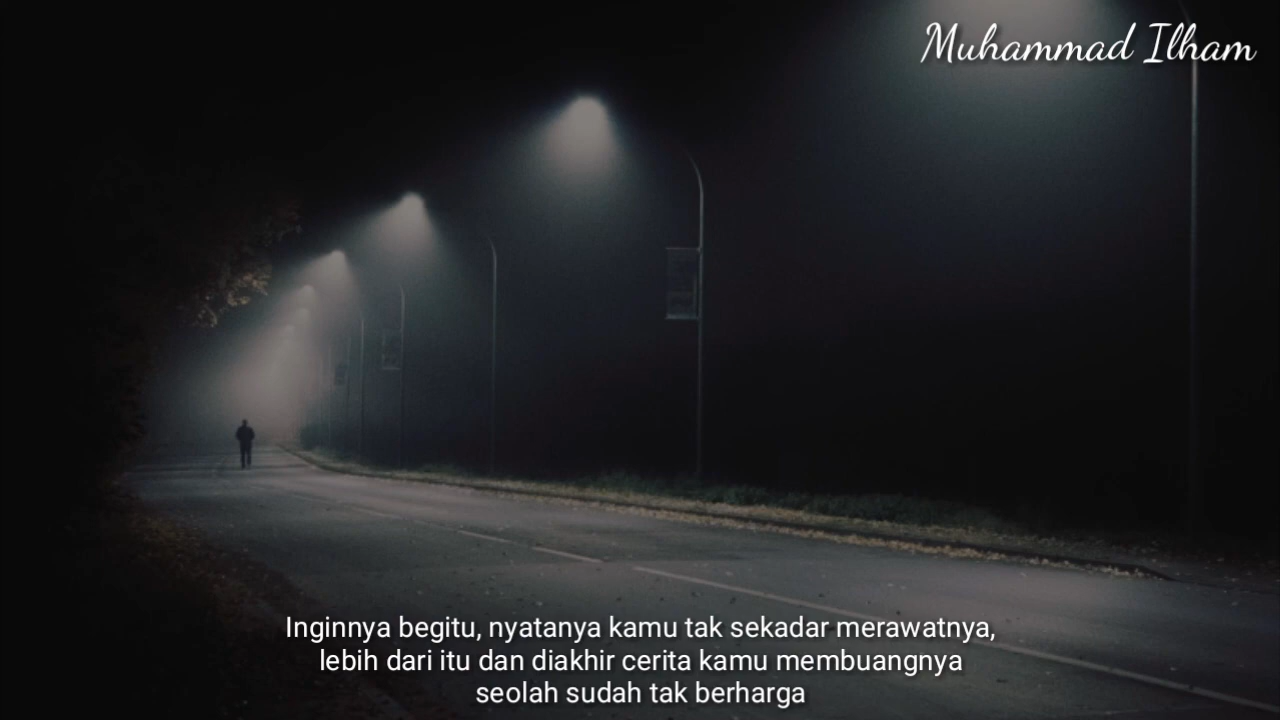 Muhammad Ilham
Inginnya begitu, nyatanya kamu tak sekadar merawatnya,
lebih dari itu dan diakhir cerita kamu membuangnya
seolah sudah tak berharga